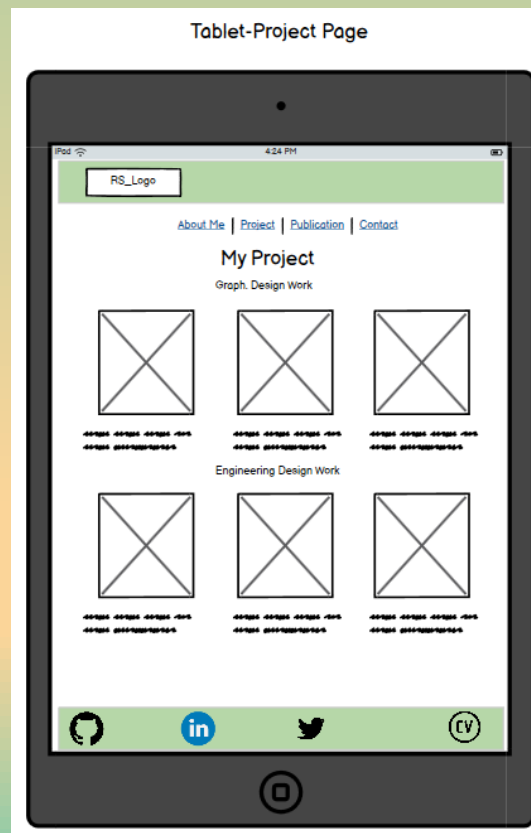 Tablet-Project Page
iPad 4:24 PM
RS_Logo
About Me | Project | Publication | Contact
My Project
Graph. Design Work
Engineering Design Work
in CV